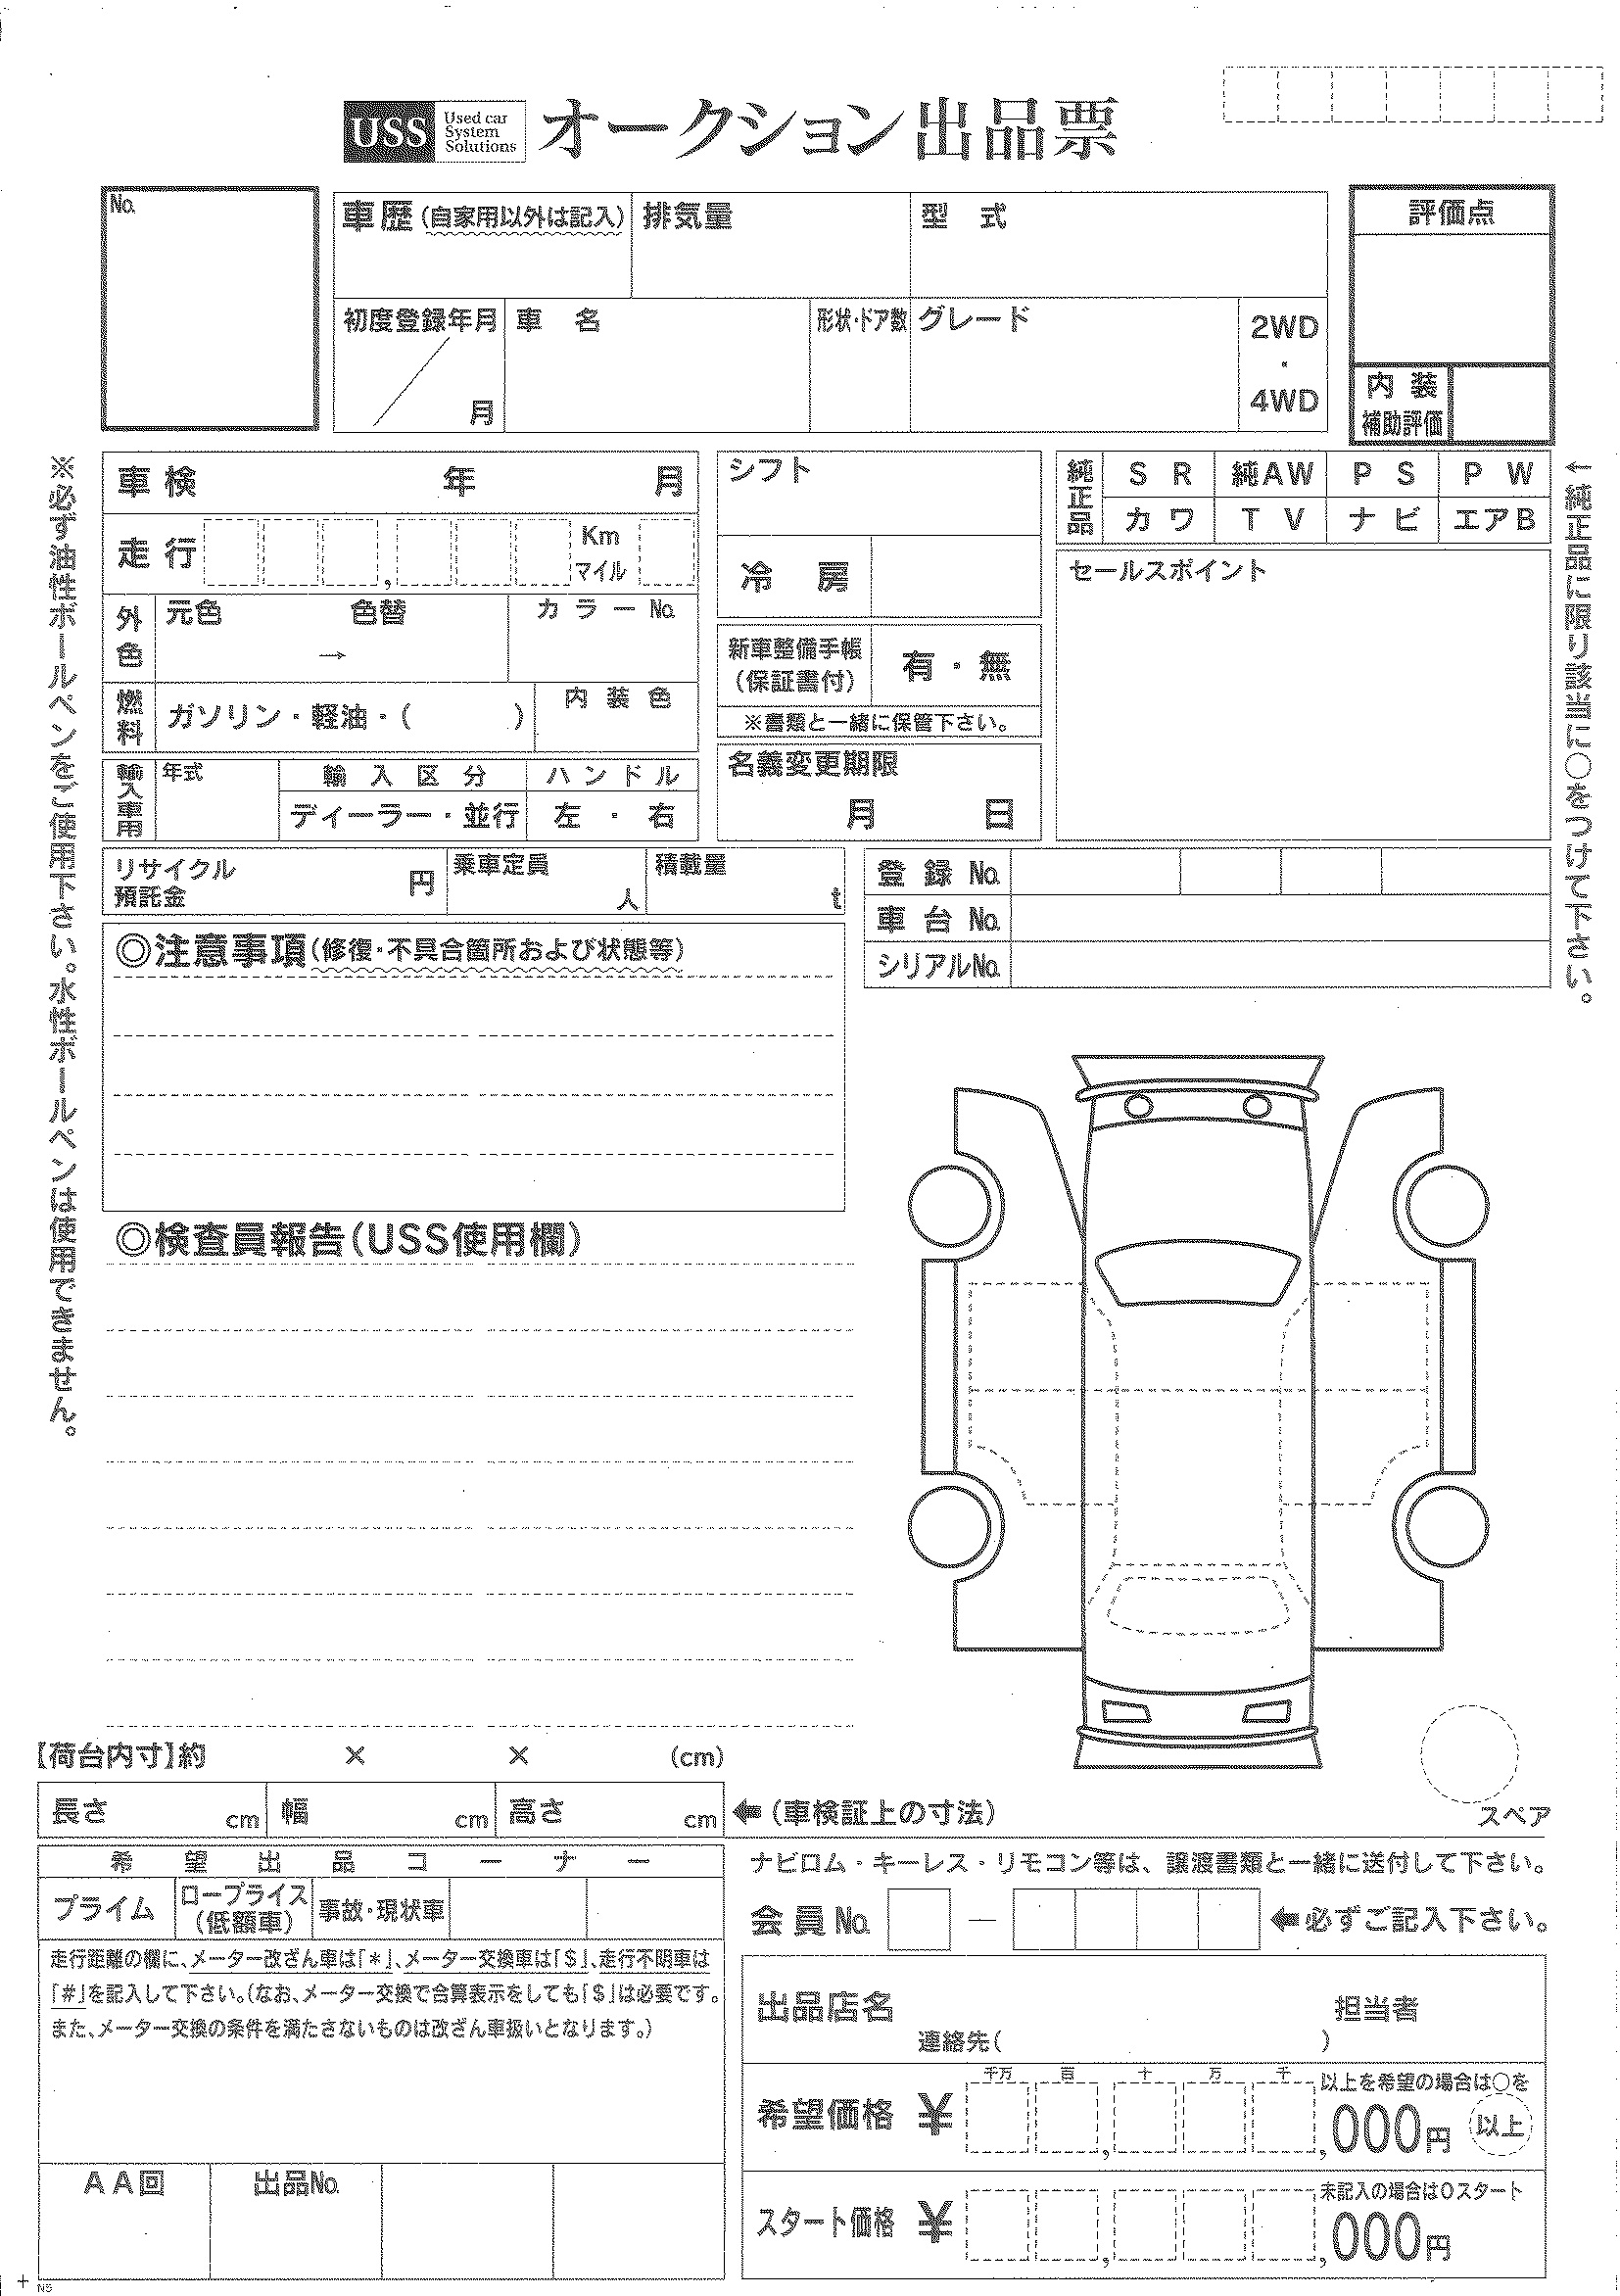 USS Used car System Solutions オークション出品票
No.
車歴(自家用以外は記入) 排気量 型 式
評価点
初度登録年月 車 名 形状・ドア数 グレード 2WD・4WD
月
内 装
補助評価
※必ず油性ボールペンをご使用下さい。水性ボールペンは使用できません。
車検 年 月
走行 , Km マイル
外色 元色 → 色替 カラーNo.
燃料 ガソリン・軽油・( ) 内装色
輸入車用 年式 輸入区分 ハンドル
ディーラー・並行 左・右
シフト
冷 房
新車整備手帳
(保証書付) 有・無
※書類と一緒に保管下さい。
名義変更期限
月 日
純正品 SR 純AW PS PW
カワ TV ナビ エアB
セールスポイント
←純正品に限り該当に○をつけて下さい。
リサイクル
預託金 円 乗車定員 人 積載量 t
登録No.
車台No.
シリアルNo.
◎注意事項(修復・不具合箇所および状態等)
◎検査員報告(USS使用欄)
【荷台内寸】約 × × (cm)
長さ cm 幅 cm 高さ cm ←(車検証上の寸法)
スペア
希望出品コーナー
プライム ロープライス(低額車) 事故・現状車
走行距離の欄に、メーター改ざん車は「*」、メーター交換車は「$」、走行不明車は
「#」を記入して下さい。(なお、メーター交換で合算表示をしても「$」は必要です。
また、メーター交換の条件を満たさないものは改ざん車扱いとなります。)
AA回 出品No.
ナビロム・キーレス・リモコン等は、譲渡書類と一緒に送付して下さい。
会員No. — ←必ずご記入下さい。
出品店名 担当者
連絡先( )
千万 百 十 万 千 以上を希望の場合は○を
希望価格 ¥ , ,000円 以上
未記入の場合は0スタート
スタート価格 ¥ , ,000円
N5